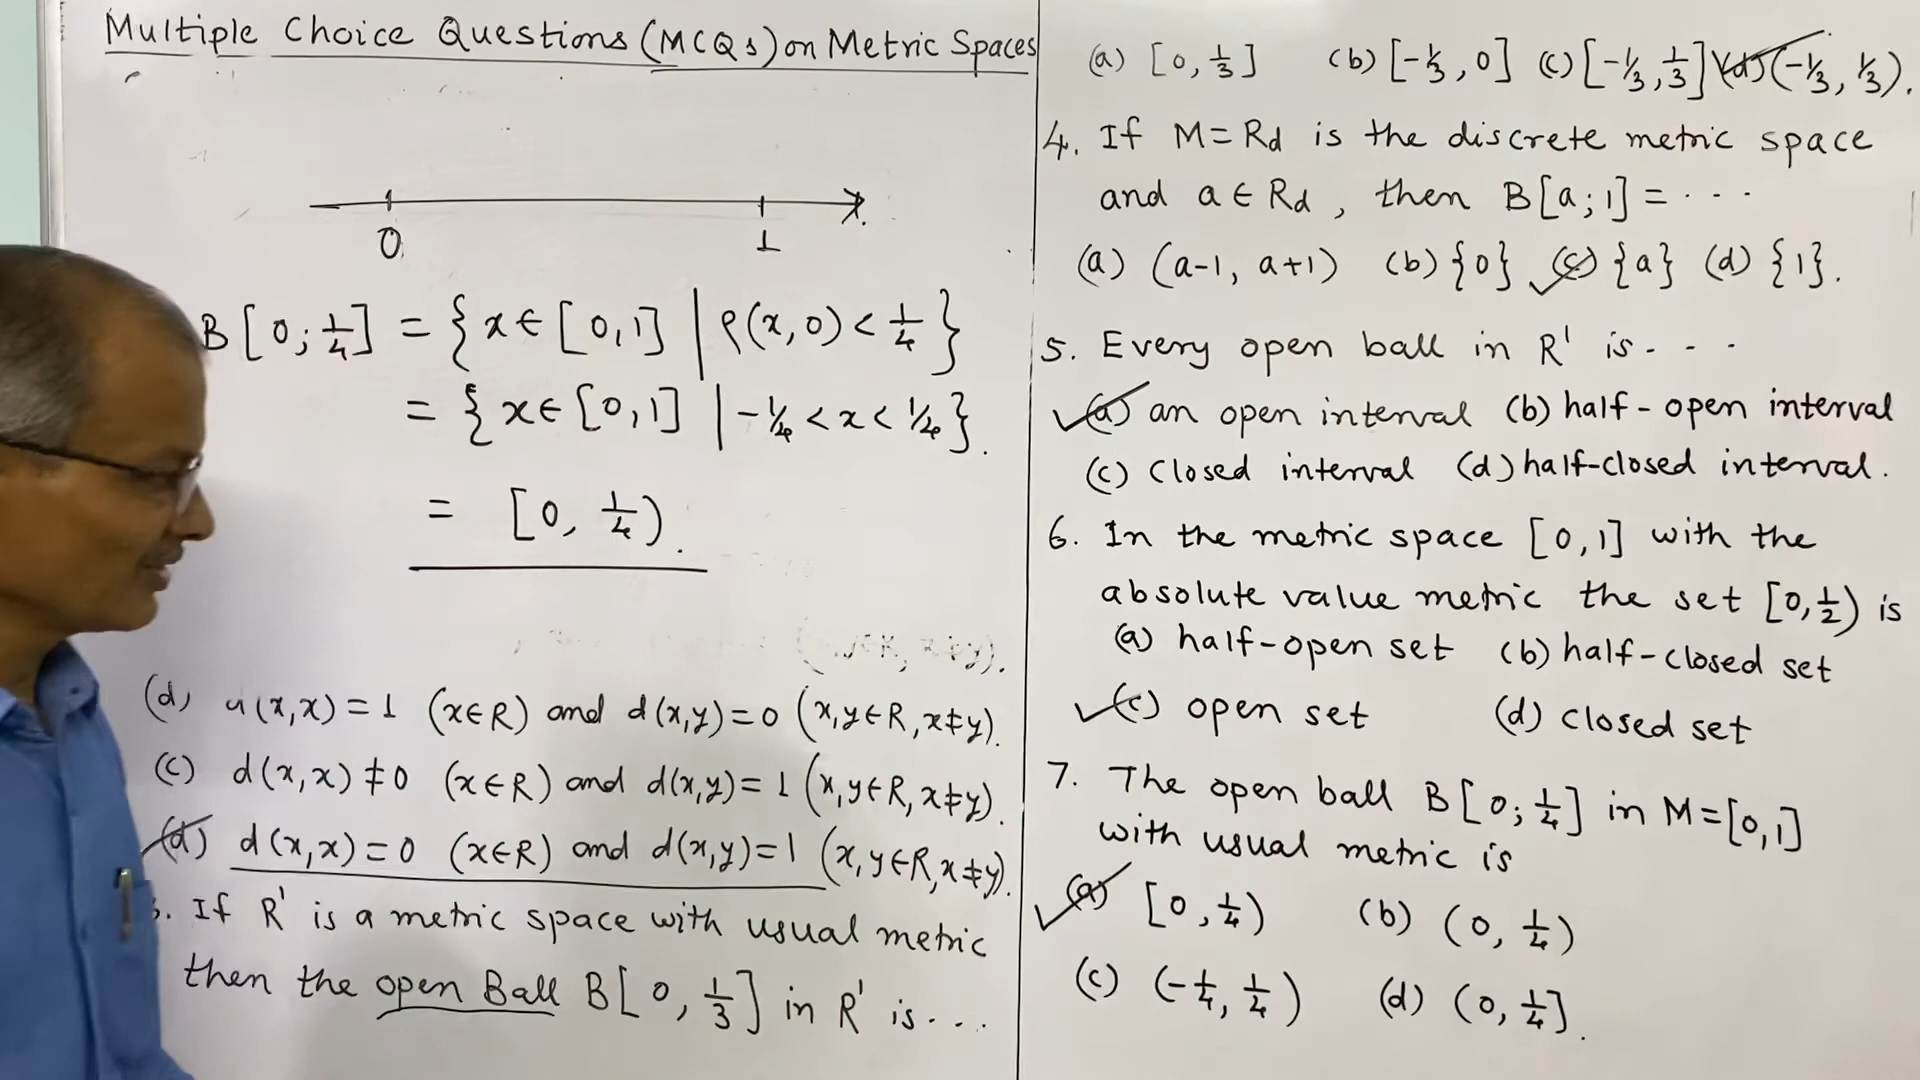 Multiple Choice Questions (MCQs) on Metric Spaces
0 1
B[0; 1/4] = {x ∈ [0,1] | ρ(x,0) < 1/4}
= {x ∈ [0,1] | -1/4 < x < 1/4}.
= [0, 1/4).
x≠y).
(x,x) = 1 (x∈R) and d(x,y) = 0 (x,y∈R, x≠y).
(c) d(x,x) ≠ 0 (x∈R) and d(x,y) = 1 (x,y∈R, x≠y).
(d) d(x,x) = 0 (x∈R) and d(x,y) = 1 (x,y∈R, x≠y).
. If R' is a metric space with usual metric
then the open Ball B[0, 1/3] in R' is ...
(a) [0, 1/3] (b) [-1/3, 0] (c) [-1/3, 1/3] (d) (-1/3, 1/3).
4. If M = Rd is the discrete metric space
and a ∈ Rd, then B[a; 1] = ...
(a) (a-1, a+1) (b) {0} (c) {a} (d) {1}.
5. Every open ball in R' is ...
(a) an open interval (b) half-open interval
(c) closed interval (d) half-closed interval.
6. In the metric space [0,1] with the
absolute value metric the set [0, 1/2) is
(a) half-open set (b) half-closed set
(c) open set (d) closed set
7. The open ball B[0; 1/4] in M = [0,1]
with usual metric is
(a) [0, 1/4) (b) (0, 1/4)
(c) (-1/4, 1/4) (d) (0, 1/4].